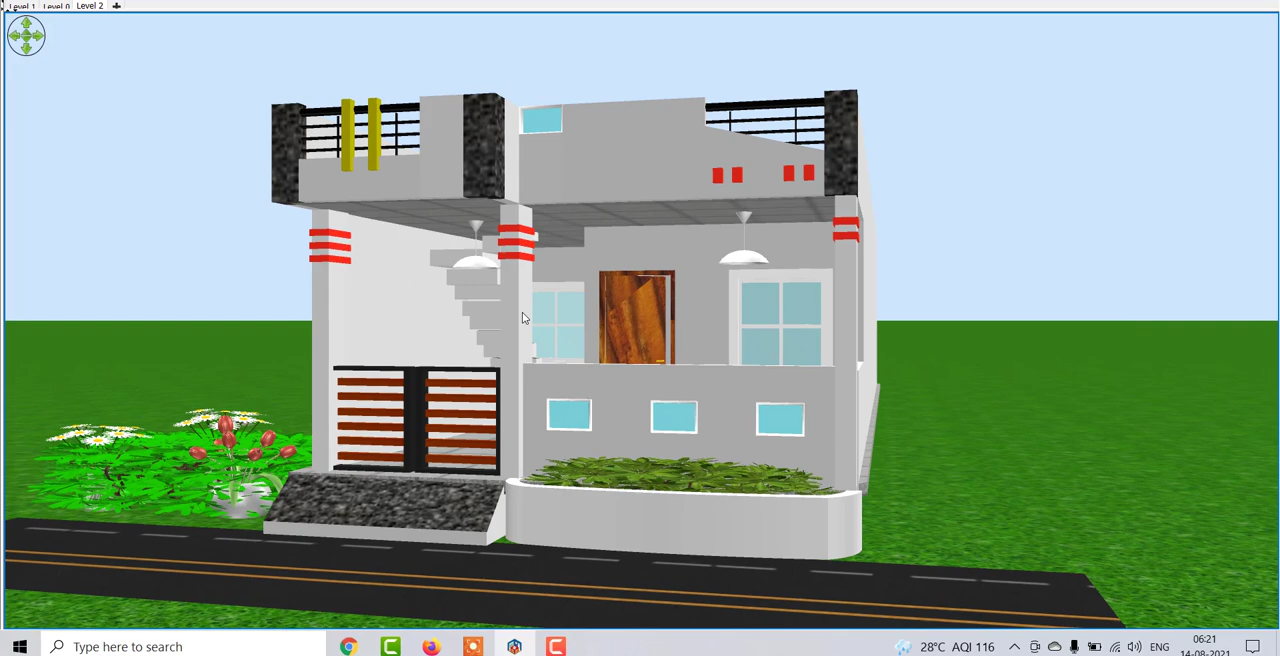 Level 1 Level 0 Level 2
Type here to search
28°C AQI 116
ENG
06:21
14-08-2021